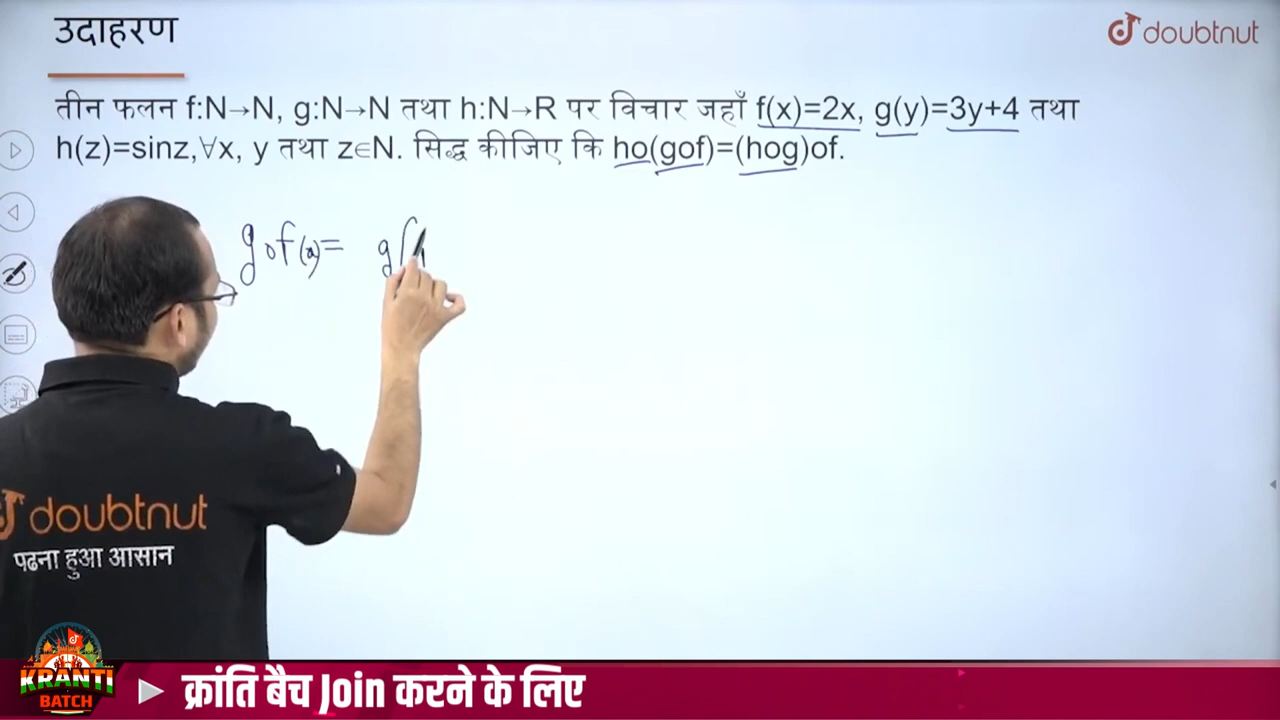 उदाहरण
doubtnut
तीन फलन f:N→N, g:N→N तथा h:N→R पर विचार जहाँ f(x)=2x, g(y)=3y+4 तथा
h(z)=sinz,∀x, y तथा z∈N. सिद्ध कीजिए कि ho(gof)=(hog)of.
gof(x)= g(
doubtnut
पढना हुआ आसान
KRANTI
BATCH
क्रांति बैच Join करने के लिए